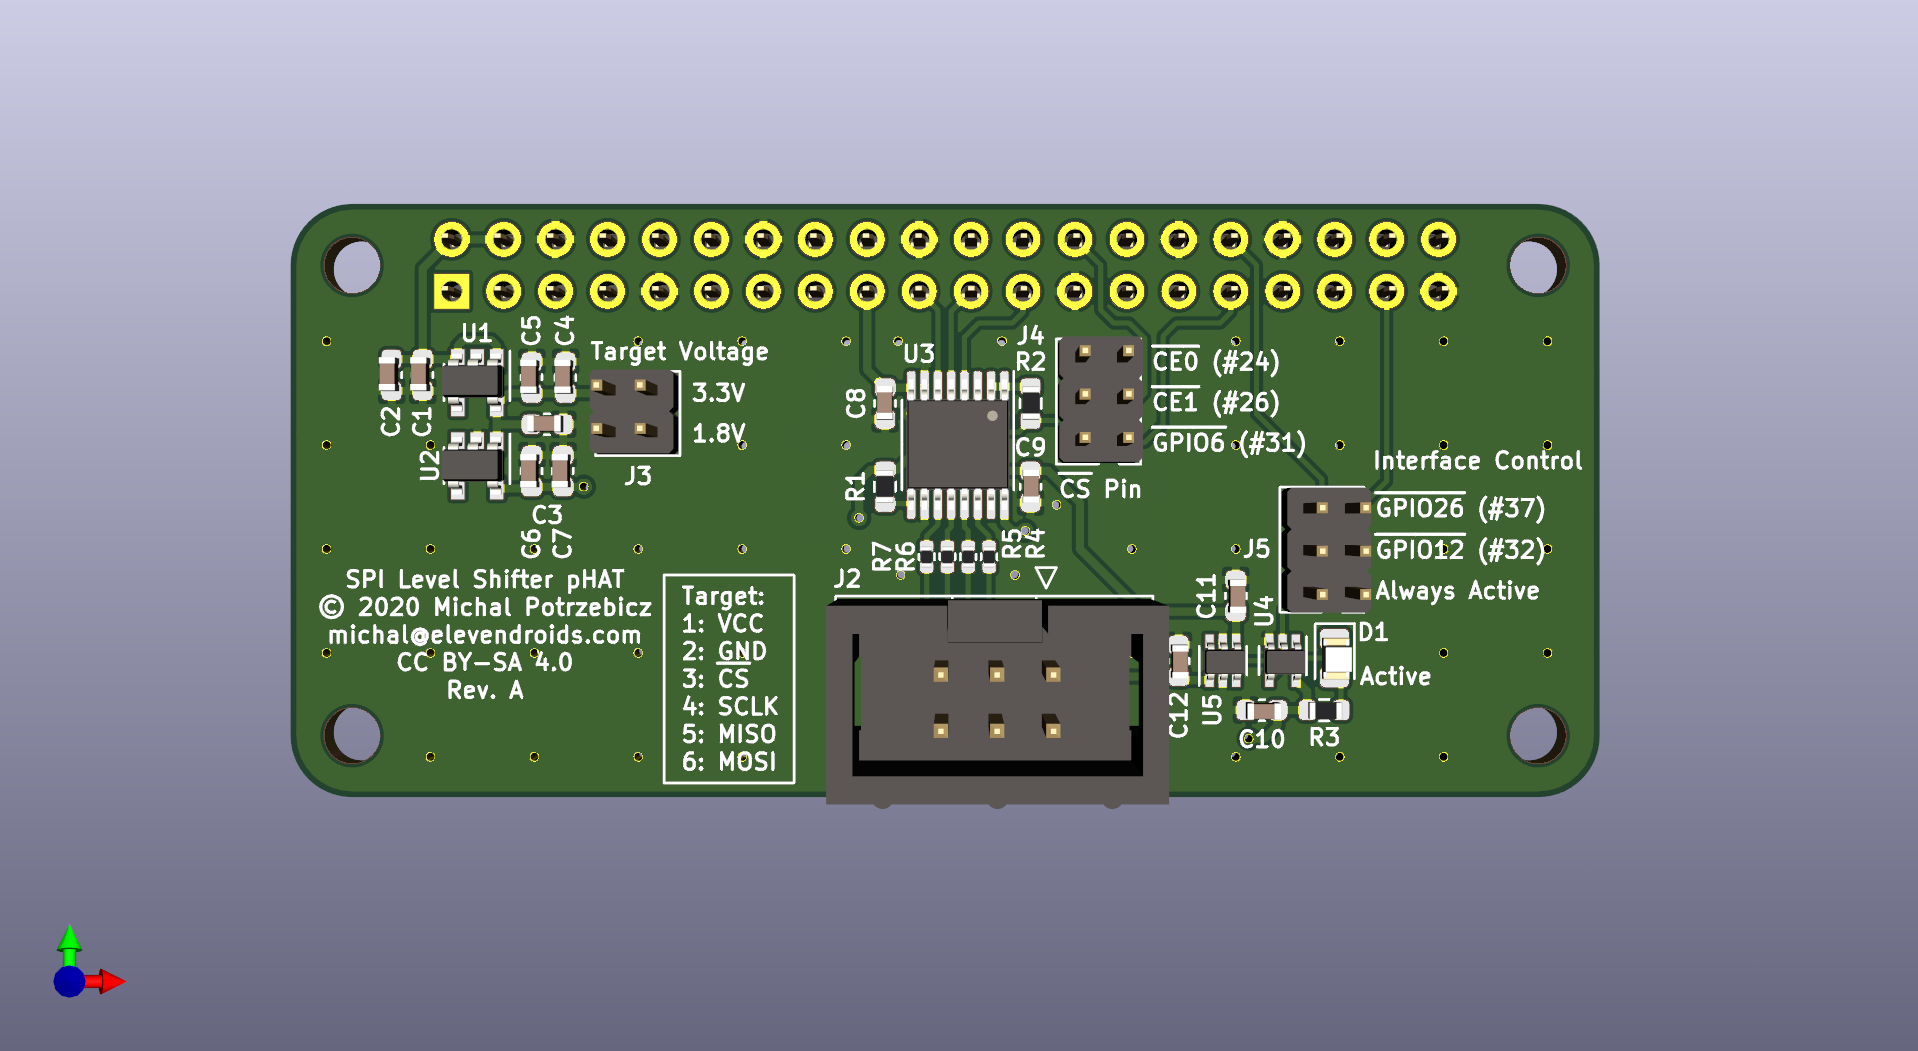 U1
C5
C4
Target Voltage
3.3V
1.8V
J3
C2
C1
U2
C3
C6
C7
U3
C8
R1
J4
R2
C9
CE0 (#24)
CE1 (#26)
GPIO6 (#31)
CS Pin
Interface Control
GPIO26 (#37)
GPIO12 (#32)
Always Active
J5
R7
R6
R5
R4
J2
SPI Level Shifter pHAT
© 2020 Michal Potrzebicz
michal@elevendroids.com
CC BY-SA 4.0
Rev. A
Target:
1: VCC
2: GND
3: CS
4: SCLK
5: MISO
6: MOSI
C11
U4
D1
Active
C12
U5
C10
R3